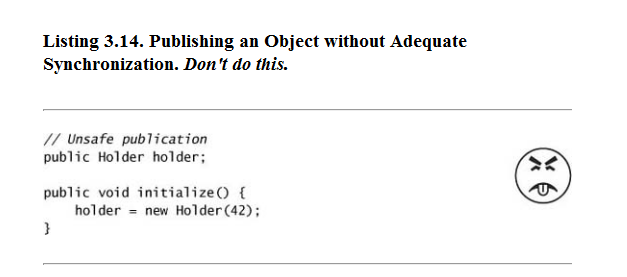 Listing 3.14. Publishing an Object without Adequate
Synchronization. Don't do this.
// Unsafe publication
public Holder holder;
public void initialize() {
holder = new Holder(42);
}